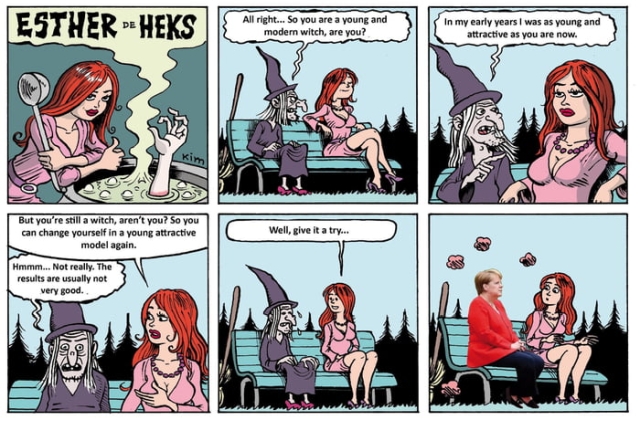 ESTHER DE HEKS
Kim
All right... So you are a young and
modern witch, are you?
In my early years I was as young and
attractive as you are now.
But you're still a witch, aren't you? So you
can change yourself in a young attractive
model again.
Hmmm... Not really. The
results are usually not
very good. .
Well, give it a try...